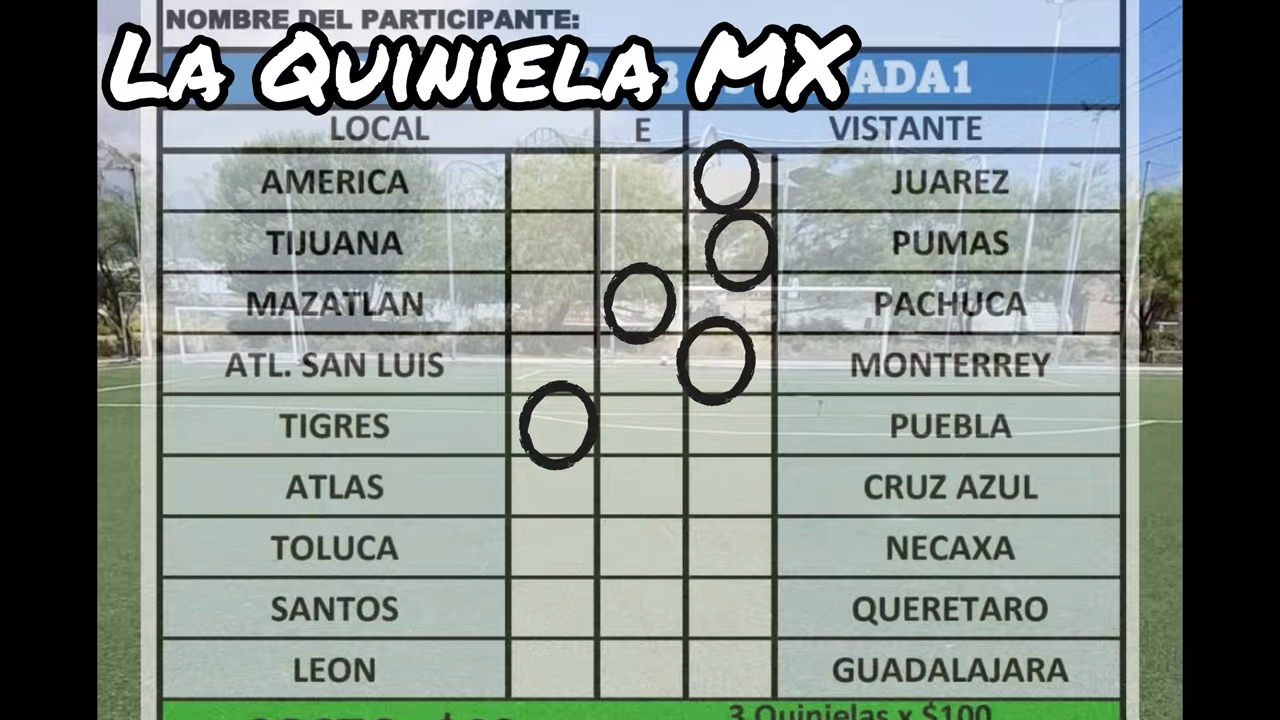 NOMBRE DEL PARTICIPANTE:
LA QUINIELA MX
LOCAL E VISTANTE
AMERICA JUAREZ
TIJUANA PUMAS
MAZATLAN PACHUCA
ATL. SAN LUIS MONTERREY
TIGRES PUEBLA
ATLAS CRUZ AZUL
TOLUCA NECAXA
SANTOS QUERETARO
LEON GUADALAJARA
3 Quinielas x $100